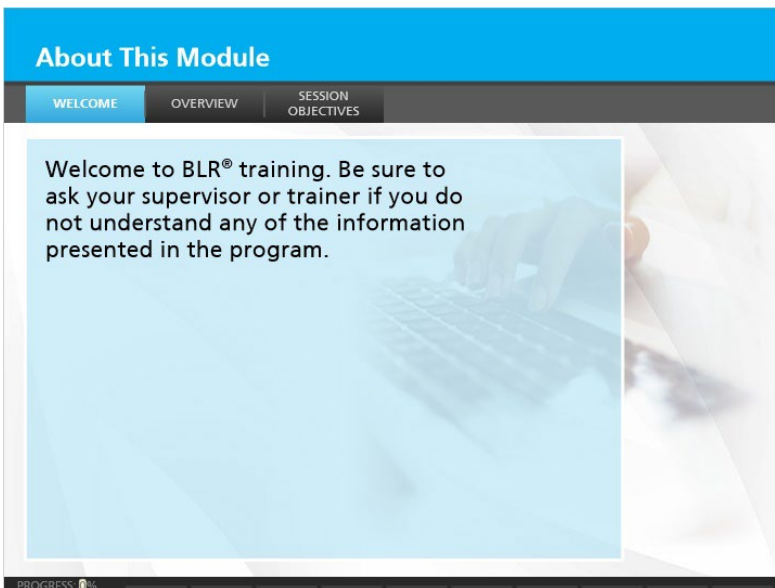 About This Module
WELCOME
OVERVIEW
SESSION
OBJECTIVES
Welcome to BLR® training. Be sure to
ask your supervisor or trainer if you do
not understand any of the information
presented in the program.
PROGRESS: 0%